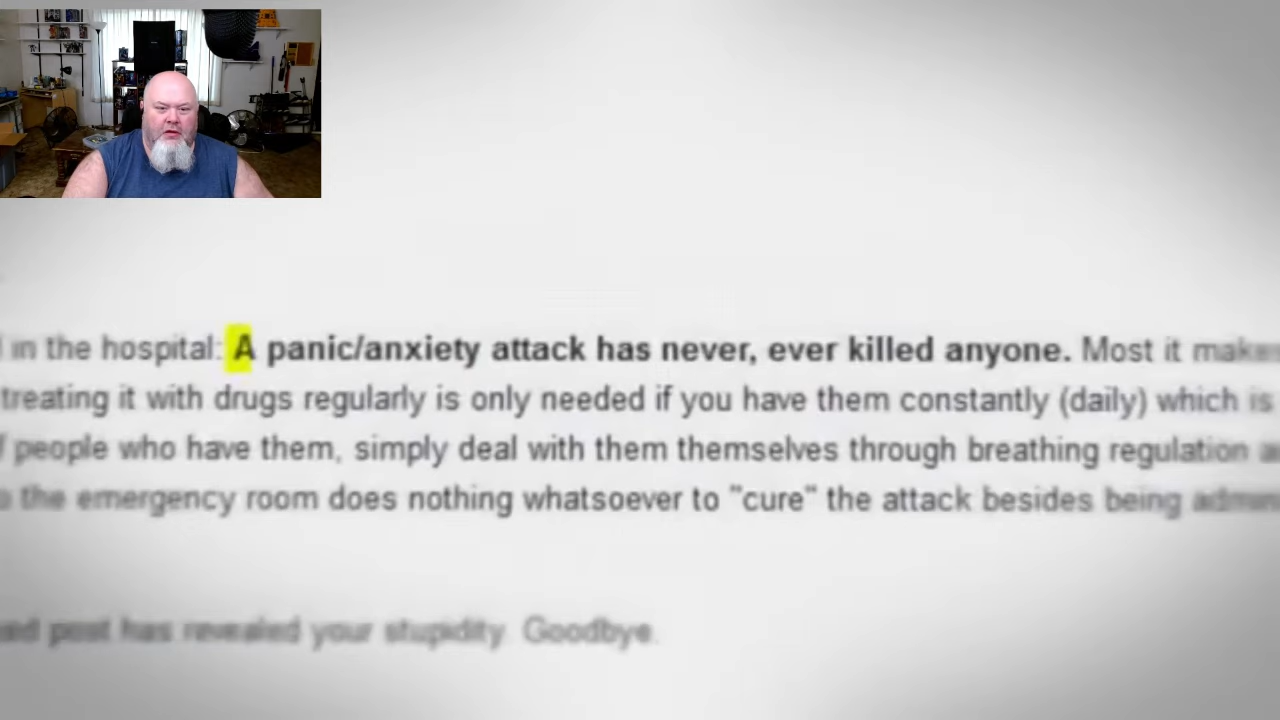 in the hospital: A panic/anxiety attack has never, ever killed anyone. Most it makes
treating it with drugs regularly is only needed if you have them constantly (daily) which is
people who have them, simply deal with them themselves through breathing regulation
the emergency room does nothing whatsoever to "cure" the attack besides being
post has revealed your stupidity. Goodbye.